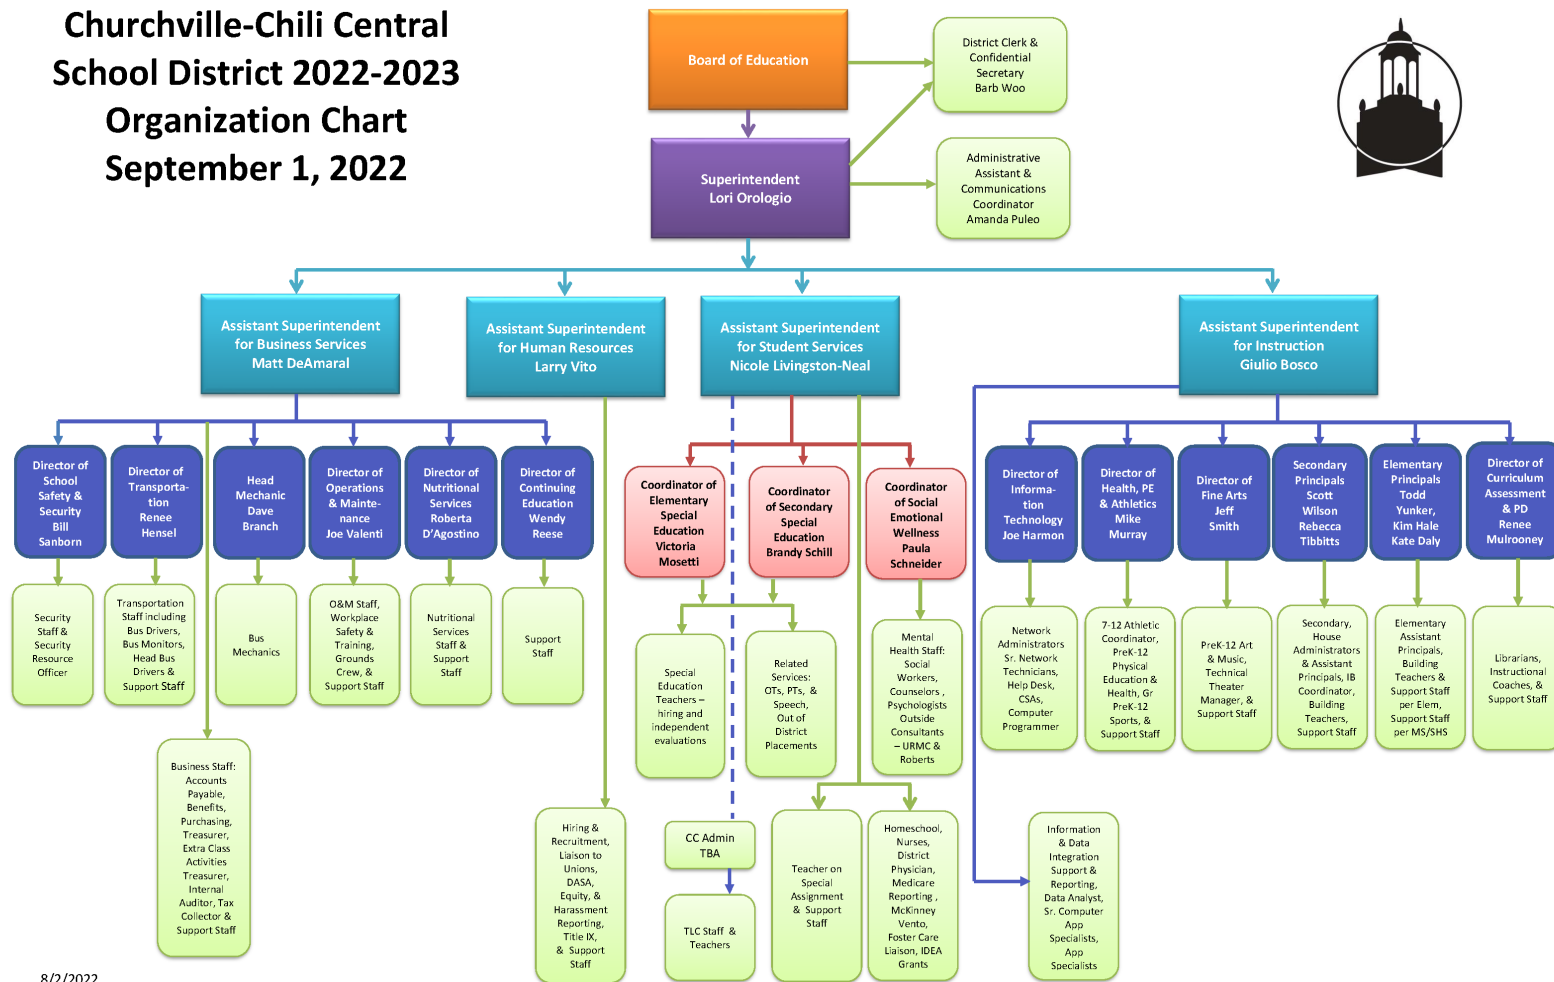 Churchville-Chili Central
School District 2022-2023
Organization Chart
September 1, 2022
Board of Education
District Clerk &
Confidential
Secretary
Barb Woo
Superintendent
Lori Orologio
Administrative
Assistant &
Communications
Coordinator
Amanda Puleo
Assistant Superintendent
for Business Services
Matt DeAmaral
Assistant Superintendent
for Human Resources
Larry Vito
Assistant Superintendent
for Student Services
Nicole Livingston-Neal
Assistant Superintendent
for Instruction
Giulio Bosco
Director of
School
Safety &
Security
Bill
Sanborn
Director of
Transporta-
tion
Renee
Hensel
Head
Mechanic
Dave
Branch
Director of
Operations
& Mainte-
nance
Joe Valenti
Director of
Nutritional
Services
Roberta
D'Agostino
Director of
Continuing
Education
Wendy
Reese
Coordinator of
Elementary
Special
Education
Victoria
Mosetti
Coordinator
of Secondary
Special
Education
Brandy Schill
Coordinator
of Social
Emotional
Wellness
Paula
Schneider
Director of
Informa-
tion
Technology
Joe Harmon
Director of
Health, PE
& Athletics
Mike
Murray
Director of
Fine Arts
Jeff
Smith
Secondary
Principals
Scott
Wilson
Rebecca
Tibbitts
Elementary
Principals
Todd
Yunker,
Kim Hale
Kate Daly
Director of
Curriculum
Assessment
& PD
Renee
Mulrooney
Security
Staff &
Security
Resource
Officer
Transportation
Staff including
Bus Drivers,
Bus Monitors,
Head Bus
Drivers &
Support Staff
Bus
Mechanics
O&M Staff,
Workplace
Safety &
Training,
Grounds
Crew, &
Support Staff
Nutritional
Services
Staff &
Support
Staff
Support
Staff
Special
Education
Teachers –
hiring and
independent
evaluations
Related
Services:
OTs, PTs, &
Speech,
Out of
District
Placements
Mental
Health Staff:
Social
Workers,
Counselors ,
Psychologists
Outside
Consultants
– URMC &
Roberts
Network
Administrators
Sr. Network
Technicians,
Help Desk,
CSAs,
Computer
Programmer
7-12 Athletic
Coordinator,
PreK-12
Physical
Education &
Health, Gr
PreK-12
Sports, &
Support Staff
PreK-12 Art
& Music,
Technical
Theater
Manager, &
Support Staff
Secondary,
House
Administrators
& Assistant
Principals, IB
Coordinator,
Building
Teachers,
Support Staff
Elementary
Assistant
Principals,
Building
Teachers &
Support Staff
per Elem,
Support Staff
per MS/SHS
Librarians,
Instructional
Coaches, &
Support Staff
Business Staff:
Accounts
Payable,
Benefits,
Purchasing,
Treasurer,
Extra Class
Activities
Treasurer,
Internal
Auditor, Tax
Collector &
Support Staff
Hiring &
Recruitment,
Liaison to
Unions,
DASA,
Equity, &
Harassment
Reporting,
Title IX,
& Support
Staff
CC Admin
TBA
TLC Staff &
Teachers
Teacher on
Special
Assignment
& Support
Staff
Homeschool,
Nurses,
District
Physician,
Medicare
Reporting ,
McKinney
Vento,
Foster Care
Liaison, IDEA
Grants
Information
& Data
Integration
Support &
Reporting,
Data Analyst,
Sr. Computer
App
Specialists,
App
Specialists
8/2/2022